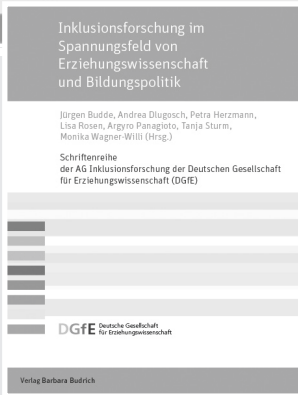 Inklusionsforschung im
Spannungsfeld von
Erziehungswissenschaft
und Bildungspolitik
Jürgen Budde, Andrea Dlugosch, Petra Herzmann,
Lisa Rosen, Argyro Panagioto, Tanja Sturm,
Monika Wagner-Willi (Hrsg.)
Schriftenreihe
der AG Inklusionsforschung der Deutschen Gesellschaft
für Erziehungswissenschaft (DGfE)
DGfE Deutsche Gesellschaft
für Erziehungswissenschaft
Verlag Barbara Budrich